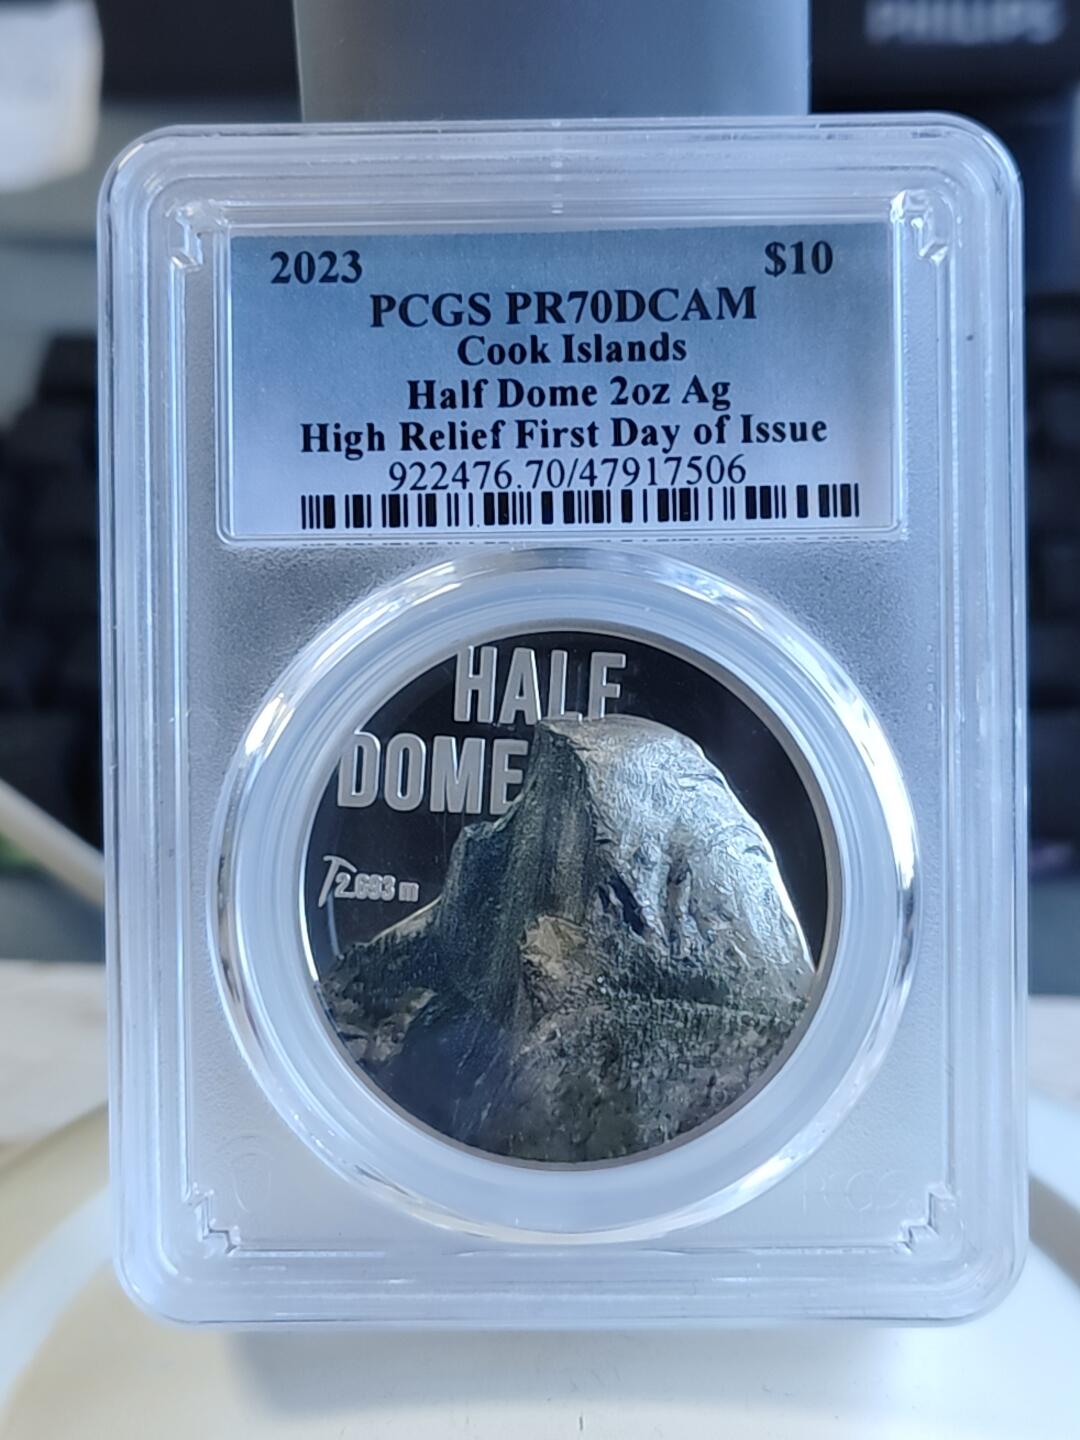 PHILIPS
2023 $10
PCGS PR70DCAM
Cook Islands
Half Dome 2oz Ag
High Relief First Day of Issue
922476.70/47917506
HALF
DOME
2.693 m